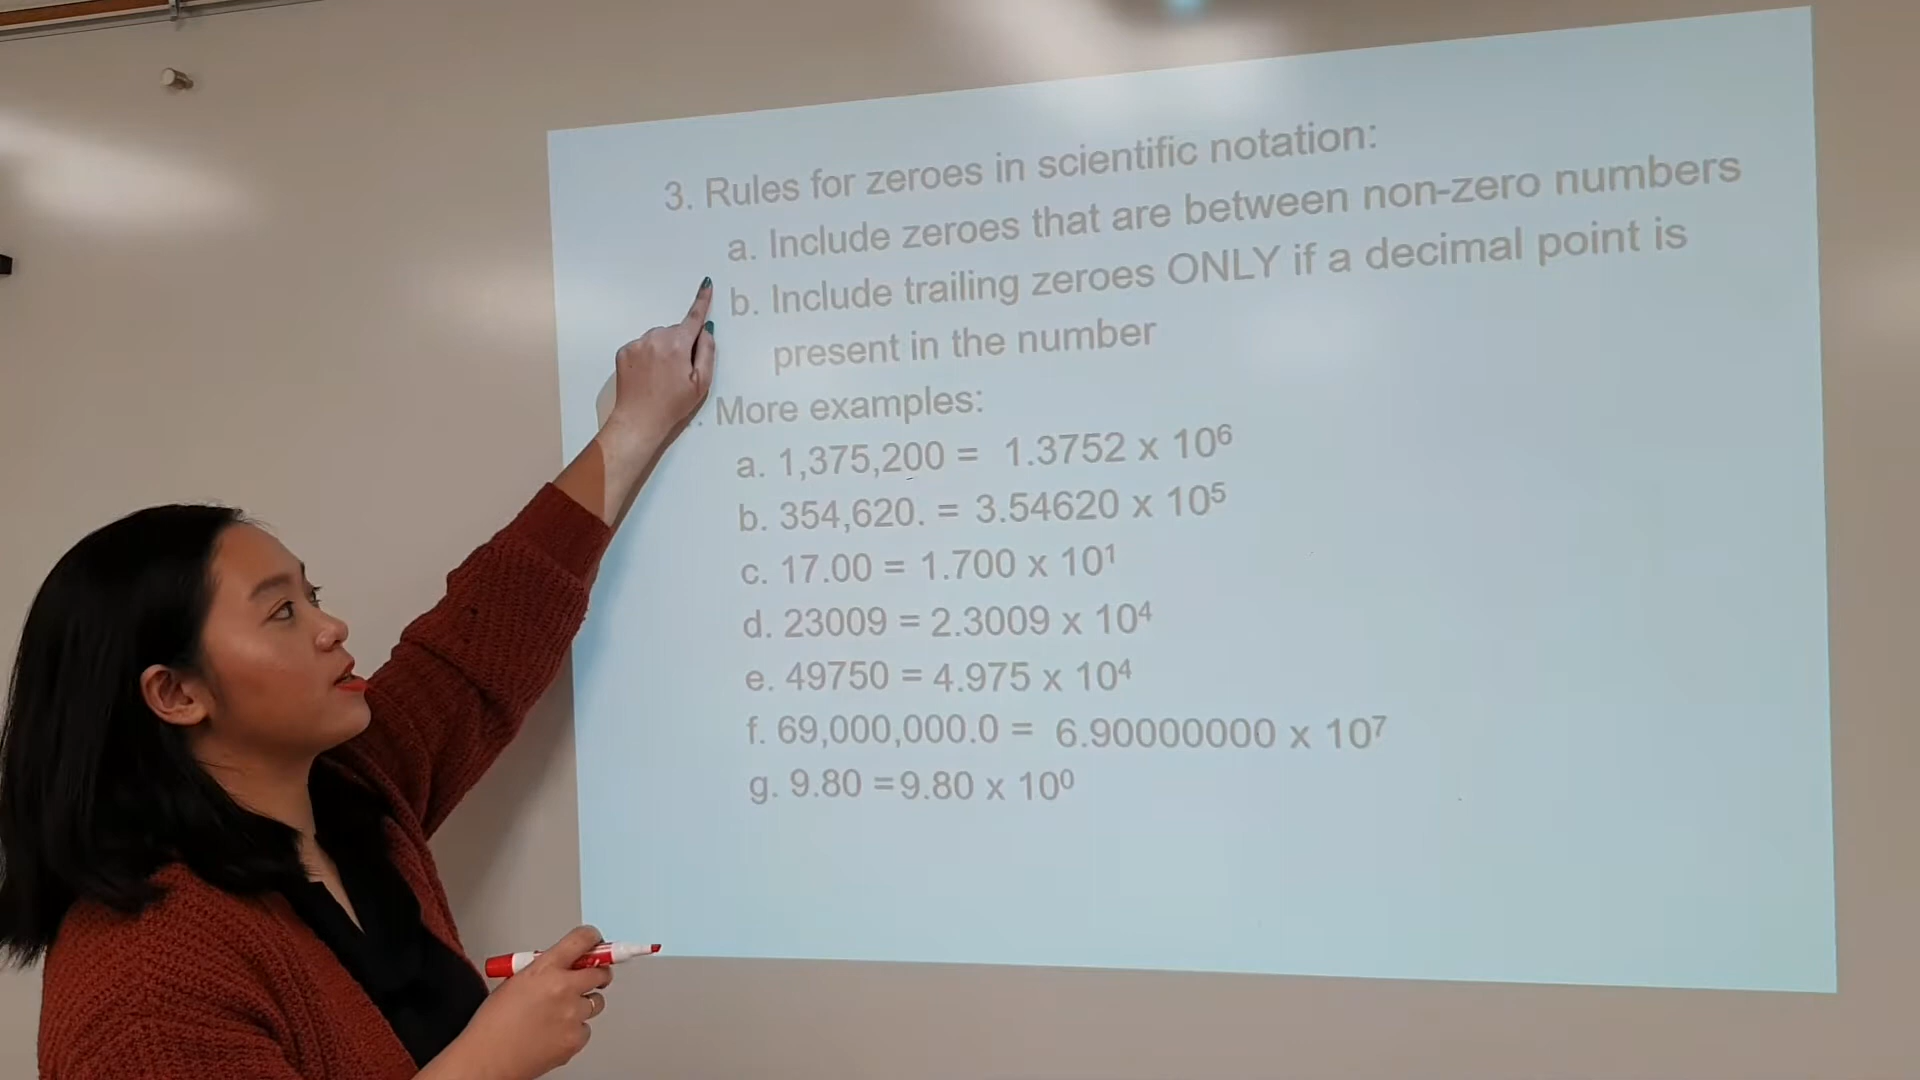 3. Rules for zeroes in scientific notation:
a. Include zeroes that are between non-zero numbers
b. Include trailing zeroes ONLY if a decimal point is
present in the number
. More examples:
a. 1,375,200 = 1.3752 x 10⁶
b. 354,620. = 3.54620 x 10⁵
c. 17.00 = 1.700 x 10¹
d. 23009 = 2.3009 x 10⁴
e. 49750 = 4.975 x 10⁴
f. 69,000,000.0 = 6.90000000 x 10⁷
g. 9.80 =9.80 x 10⁰